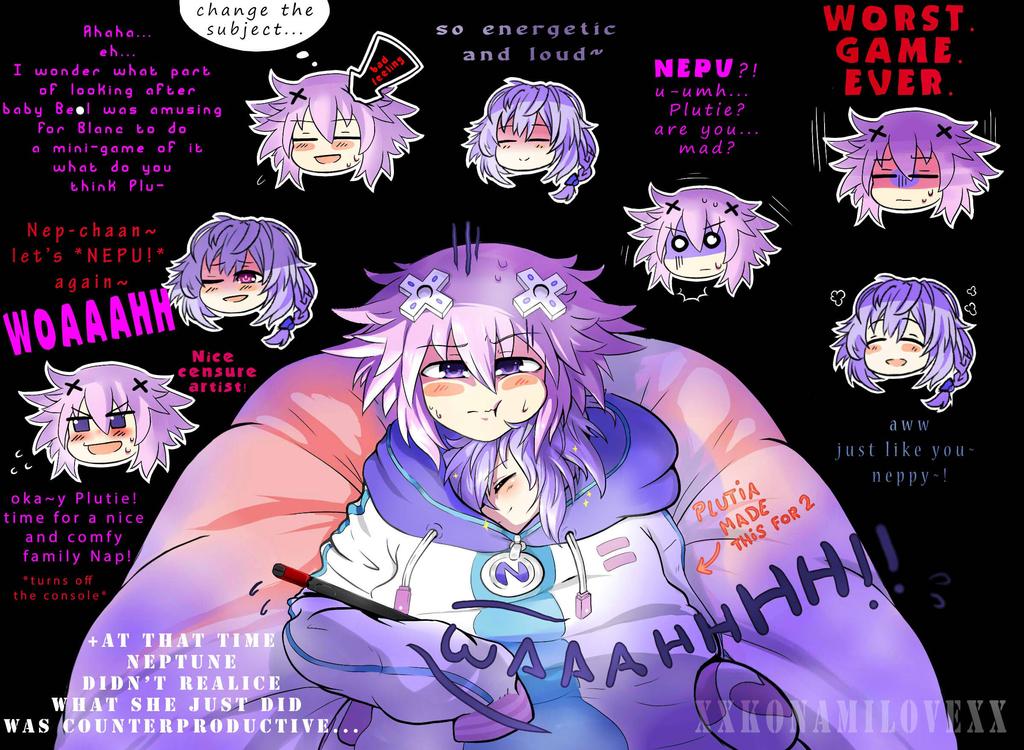 change the
subject...
Ahaha...
eh...
I wonder what part
of looking after
baby Be●l was amusing
for Blanc to do
a mini-game of it
what do you
think Plu-
bad
feeling
so energetic
and loud~
NEPU?!
u-umh...
Plutie?
are you...
mad?
WORST.
GAME.
EVER.
Nep-chaan~
let's *NEPU!*
again~
WOAAAHH
Nice
censure
artist!
oka~y Plutie!
time for a nice
and comfy
family Nap!
*turns off
the console*
aww
just like you~
neppy~!
PLUTIA
MADE
THIS FOR 2
N
WAAAAHHHHH!!
+AT THAT TIME
NEPTUNE
DIDN'T REALICE
WHAT SHE JUST DID
WAS COUNTERPRODUCTIVE...
XXKONAMILOVEXX